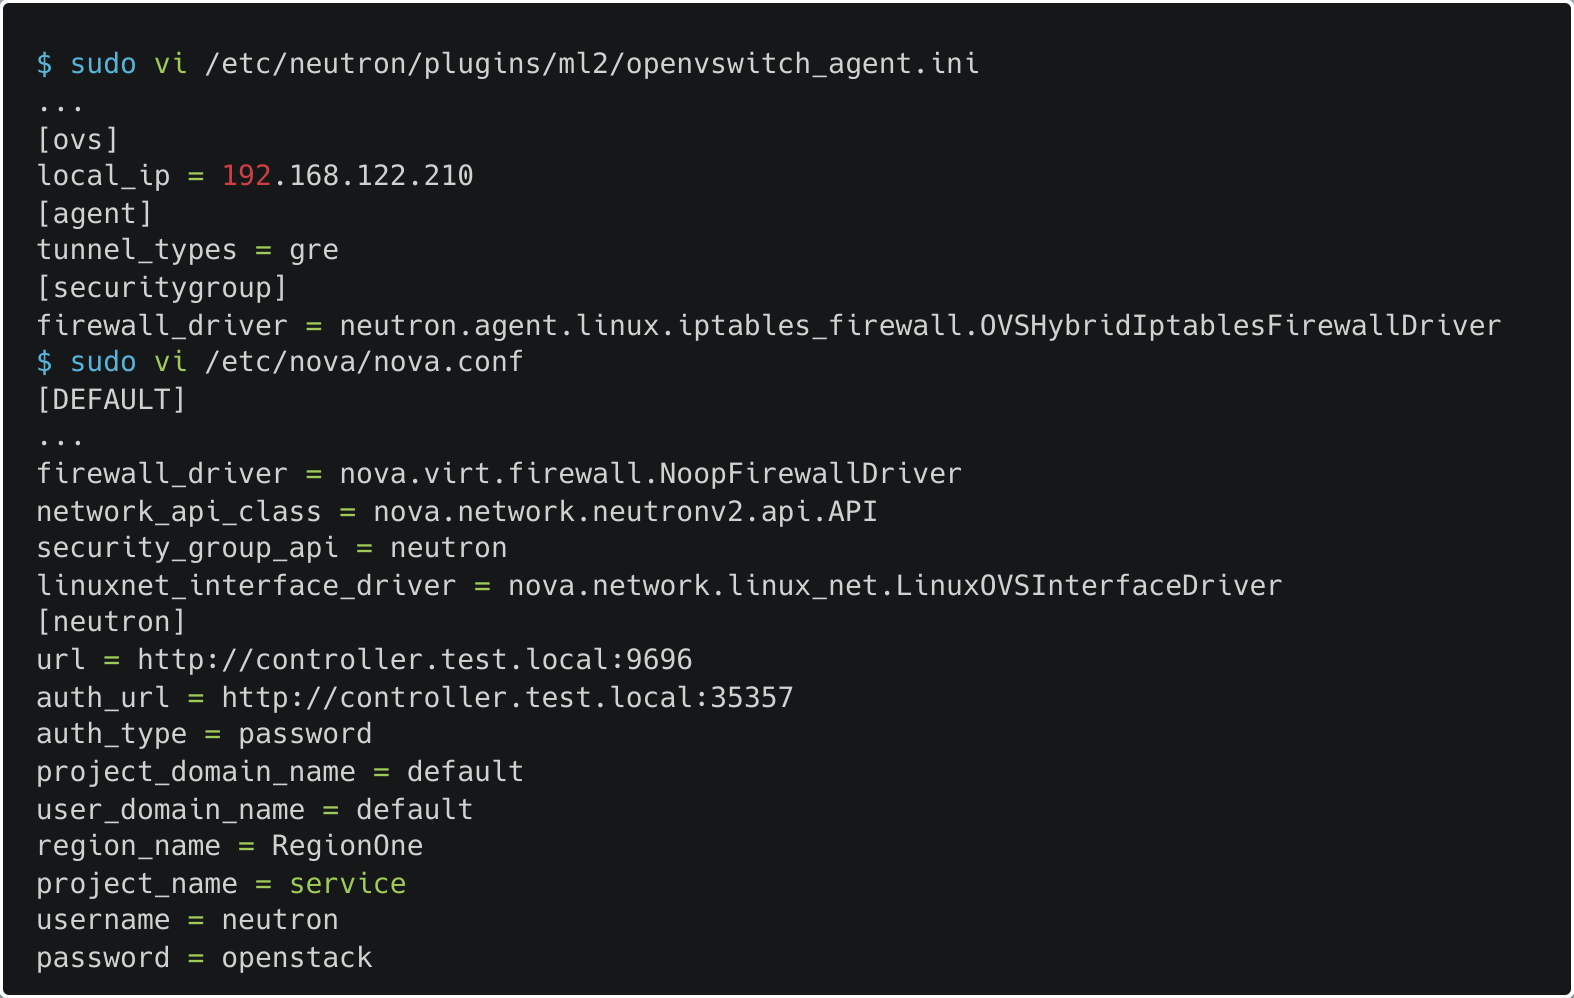 $ sudo vi /etc/neutron/plugins/ml2/openvswitch_agent.ini
...
[ovs]
local_ip = 192.168.122.210
[agent]
tunnel_types = gre
[securitygroup]
firewall_driver = neutron.agent.linux.iptables_firewall.OVSHybridIptablesFirewallDriver
$ sudo vi /etc/nova/nova.conf
[DEFAULT]
...
firewall_driver = nova.virt.firewall.NoopFirewallDriver
network_api_class = nova.network.neutronv2.api.API
security_group_api = neutron
linuxnet_interface_driver = nova.network.linux_net.LinuxOVSInterfaceDriver
[neutron]
url = http://controller.test.local:9696
auth_url = http://controller.test.local:35357
auth_type = password
project_domain_name = default
user_domain_name = default
region_name = RegionOne
project_name = service
username = neutron
password = openstack